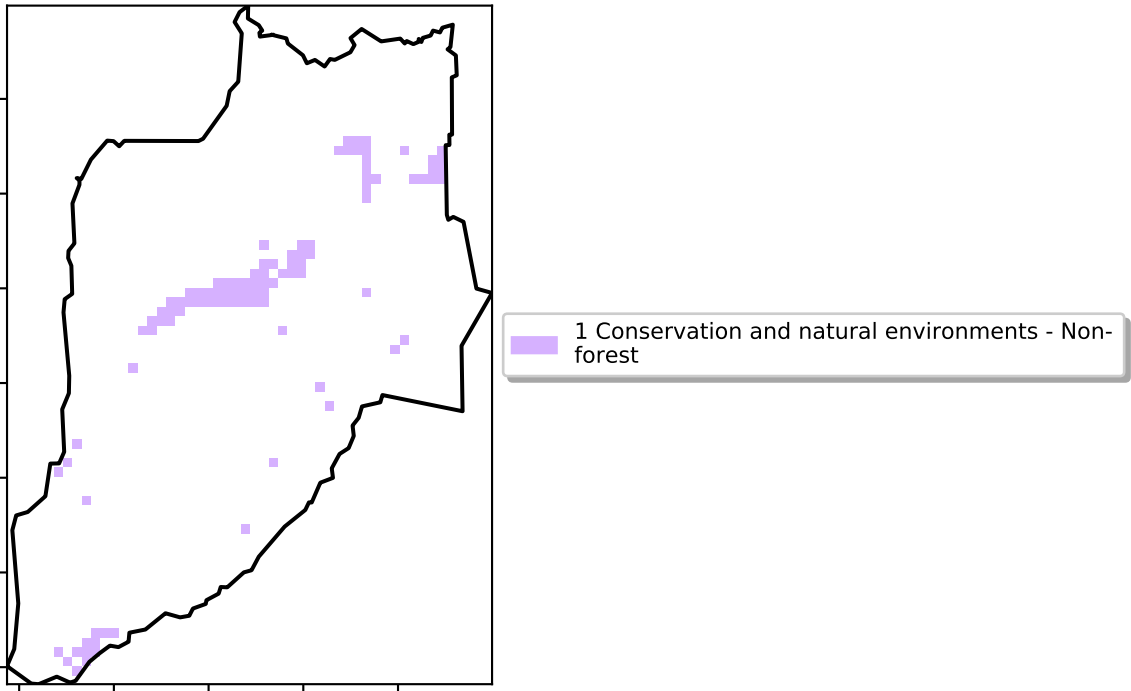 1 Conservation and natural environments - Non-
forest